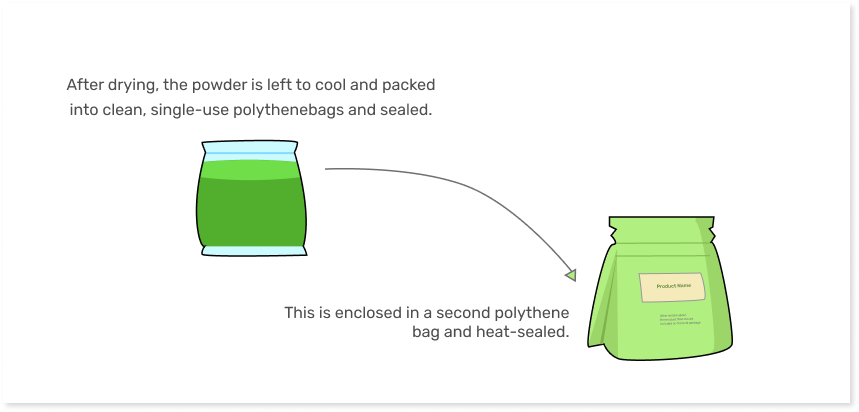 After drying, the powder is left to cool and packed
into clean, single-use polythenebags and sealed.
This is enclosed in a second polythene
bag and heat-sealed.
Product Name